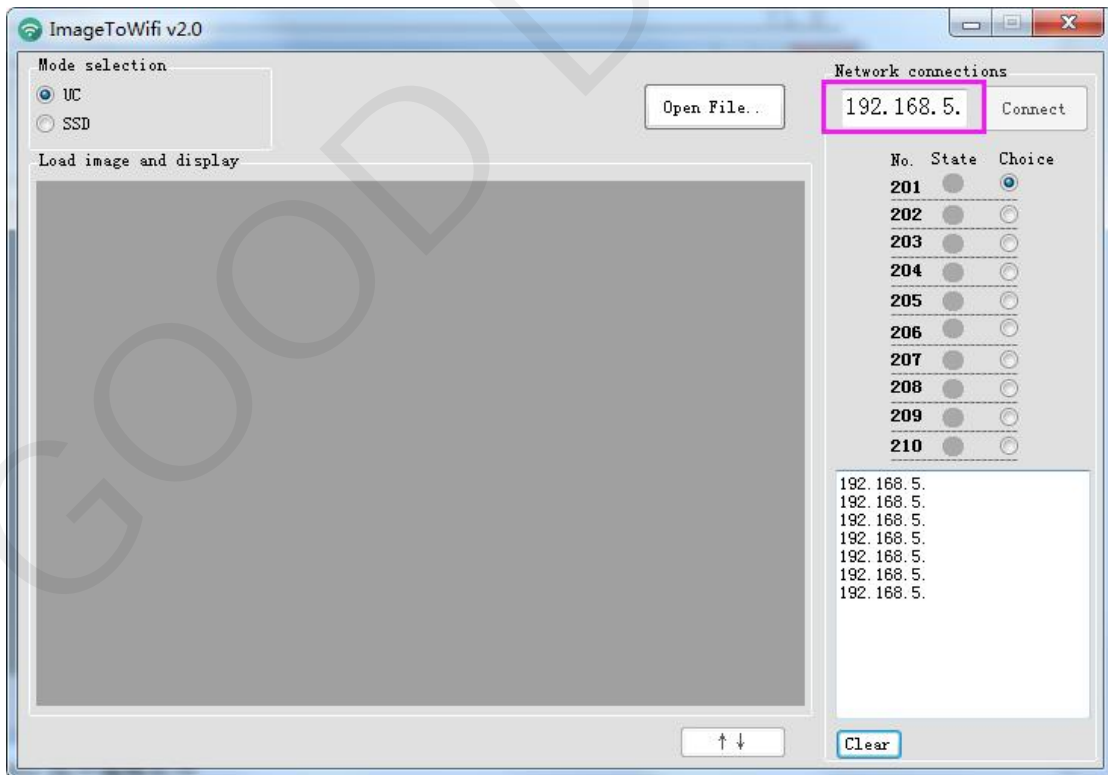 ImageToWifi v2.0
Mode selection
UC
SSD
Open File..
Network connections
192.168.5.
Connect
Load image and display
No. State Choice
201
202
203
204
205
206
207
208
209
210
192.168.5.
192.168.5.
192.168.5.
192.168.5.
192.168.5.
192.168.5.
192.168.5.
↑↓
Clear
GOOD